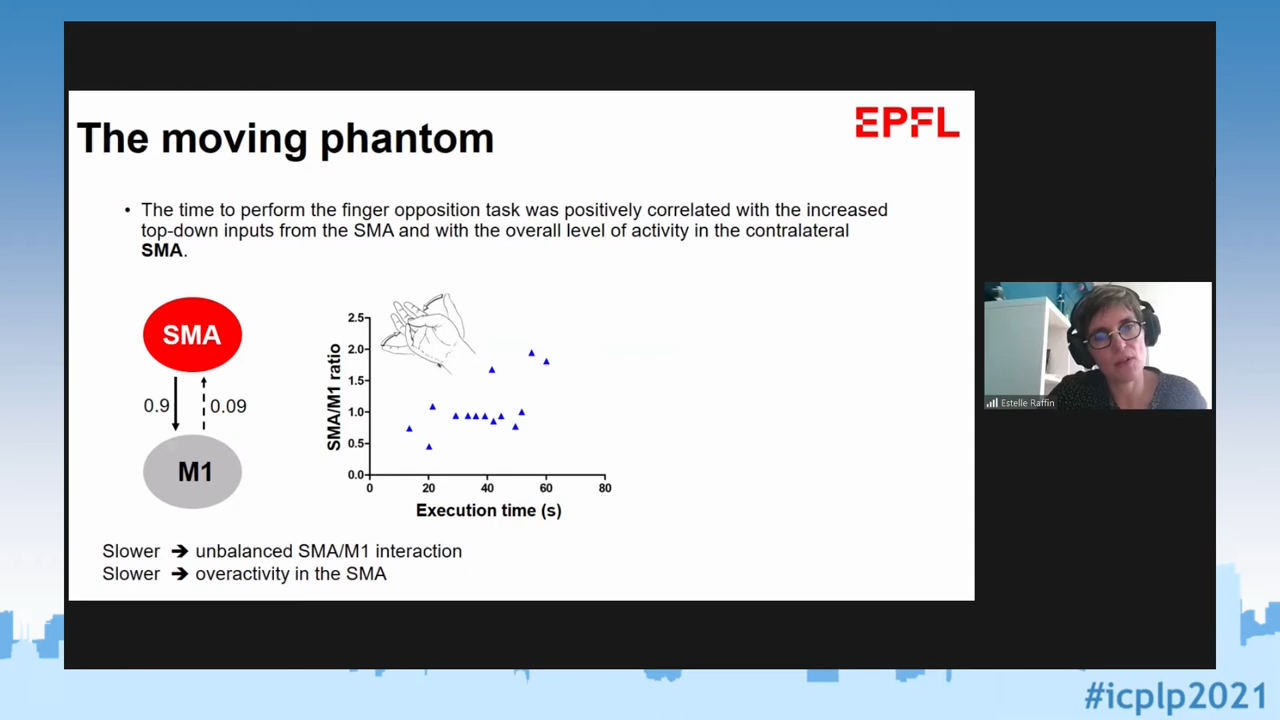 The moving phantom
EPFL
• The time to perform the finger opposition task was positively correlated with the increased
top-down inputs from the SMA and with the overall level of activity in the contralateral
SMA.
SMA
0.9
0.09
M1
SMA/M1 ratio
2.5
2.0
1.5
1.0
0.5
0.0
0
20
40
60
80
Execution time (s)
Slower ➔ unbalanced SMA/M1 interaction
Slower ➔ overactivity in the SMA
Estelle Raffin
#icplp2021